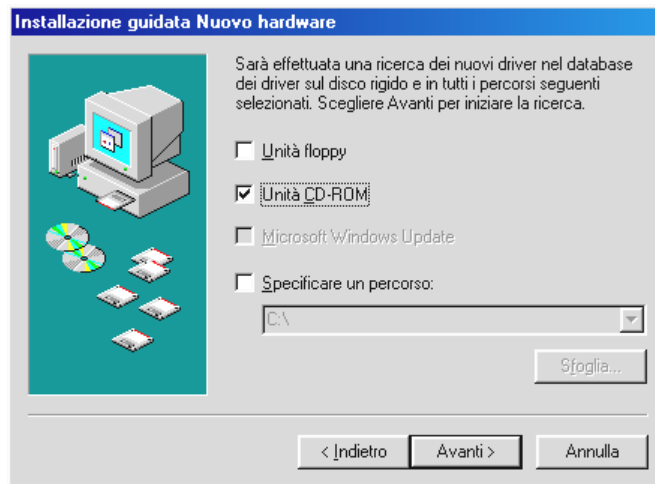 Installazione guidata Nuovo hardware
Sarà effettuata una ricerca dei nuovi driver nel database
dei driver sul disco rigido e in tutti i percorsi seguenti
selezionati. Scegliere Avanti per iniziare la ricerca.
Unità floppy
Unità CD-ROM
Microsoft Windows Update
Specificare un percorso:
C:\
Sfoglia...
< Indietro Avanti > Annulla